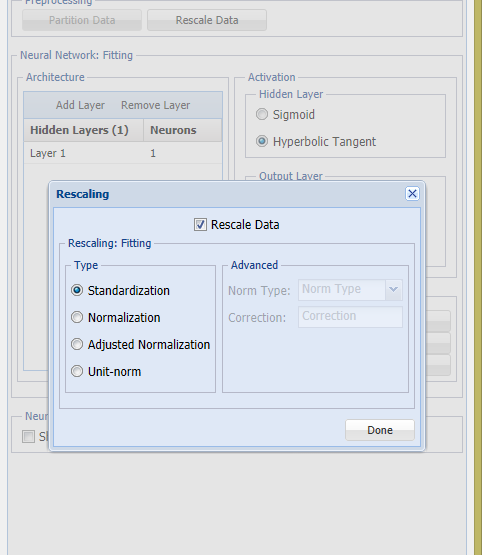 Preprocessing
Partition Data Rescale Data
Neural Network: Fitting
Architecture
Activation
Add Layer Remove Layer
Hidden Layer
Hidden Layers (1) Neurons
Sigmoid
Layer 1 1
Hyperbolic Tangent
Output Layer
Rescaling
Rescale Data
Rescaling: Fitting
Type
Advanced
Standardization
Norm Type: Norm Type
Normalization
Correction: Correction
Adjusted Normalization
Unit-norm
Done